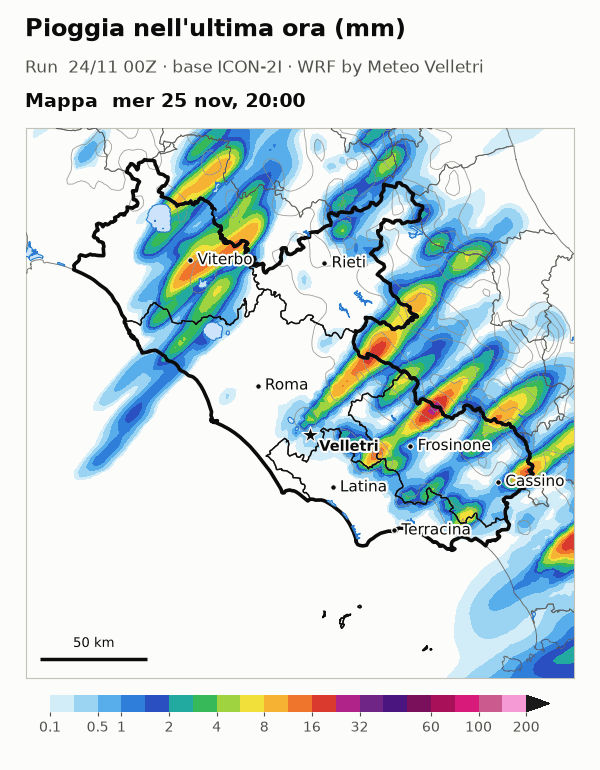 Pioggia nell'ultima ora (mm)
Run  24/11 00Z · base ICON-2I · WRF by Meteo Velletri
Mappa  mer 25 nov, 20:00
Viterbo
Rieti
Roma
Velletri
Frosinone
Cassino
Latina
Terracina
50 km
0.1 0.5 1 2 4 8 16 32 60 100 200